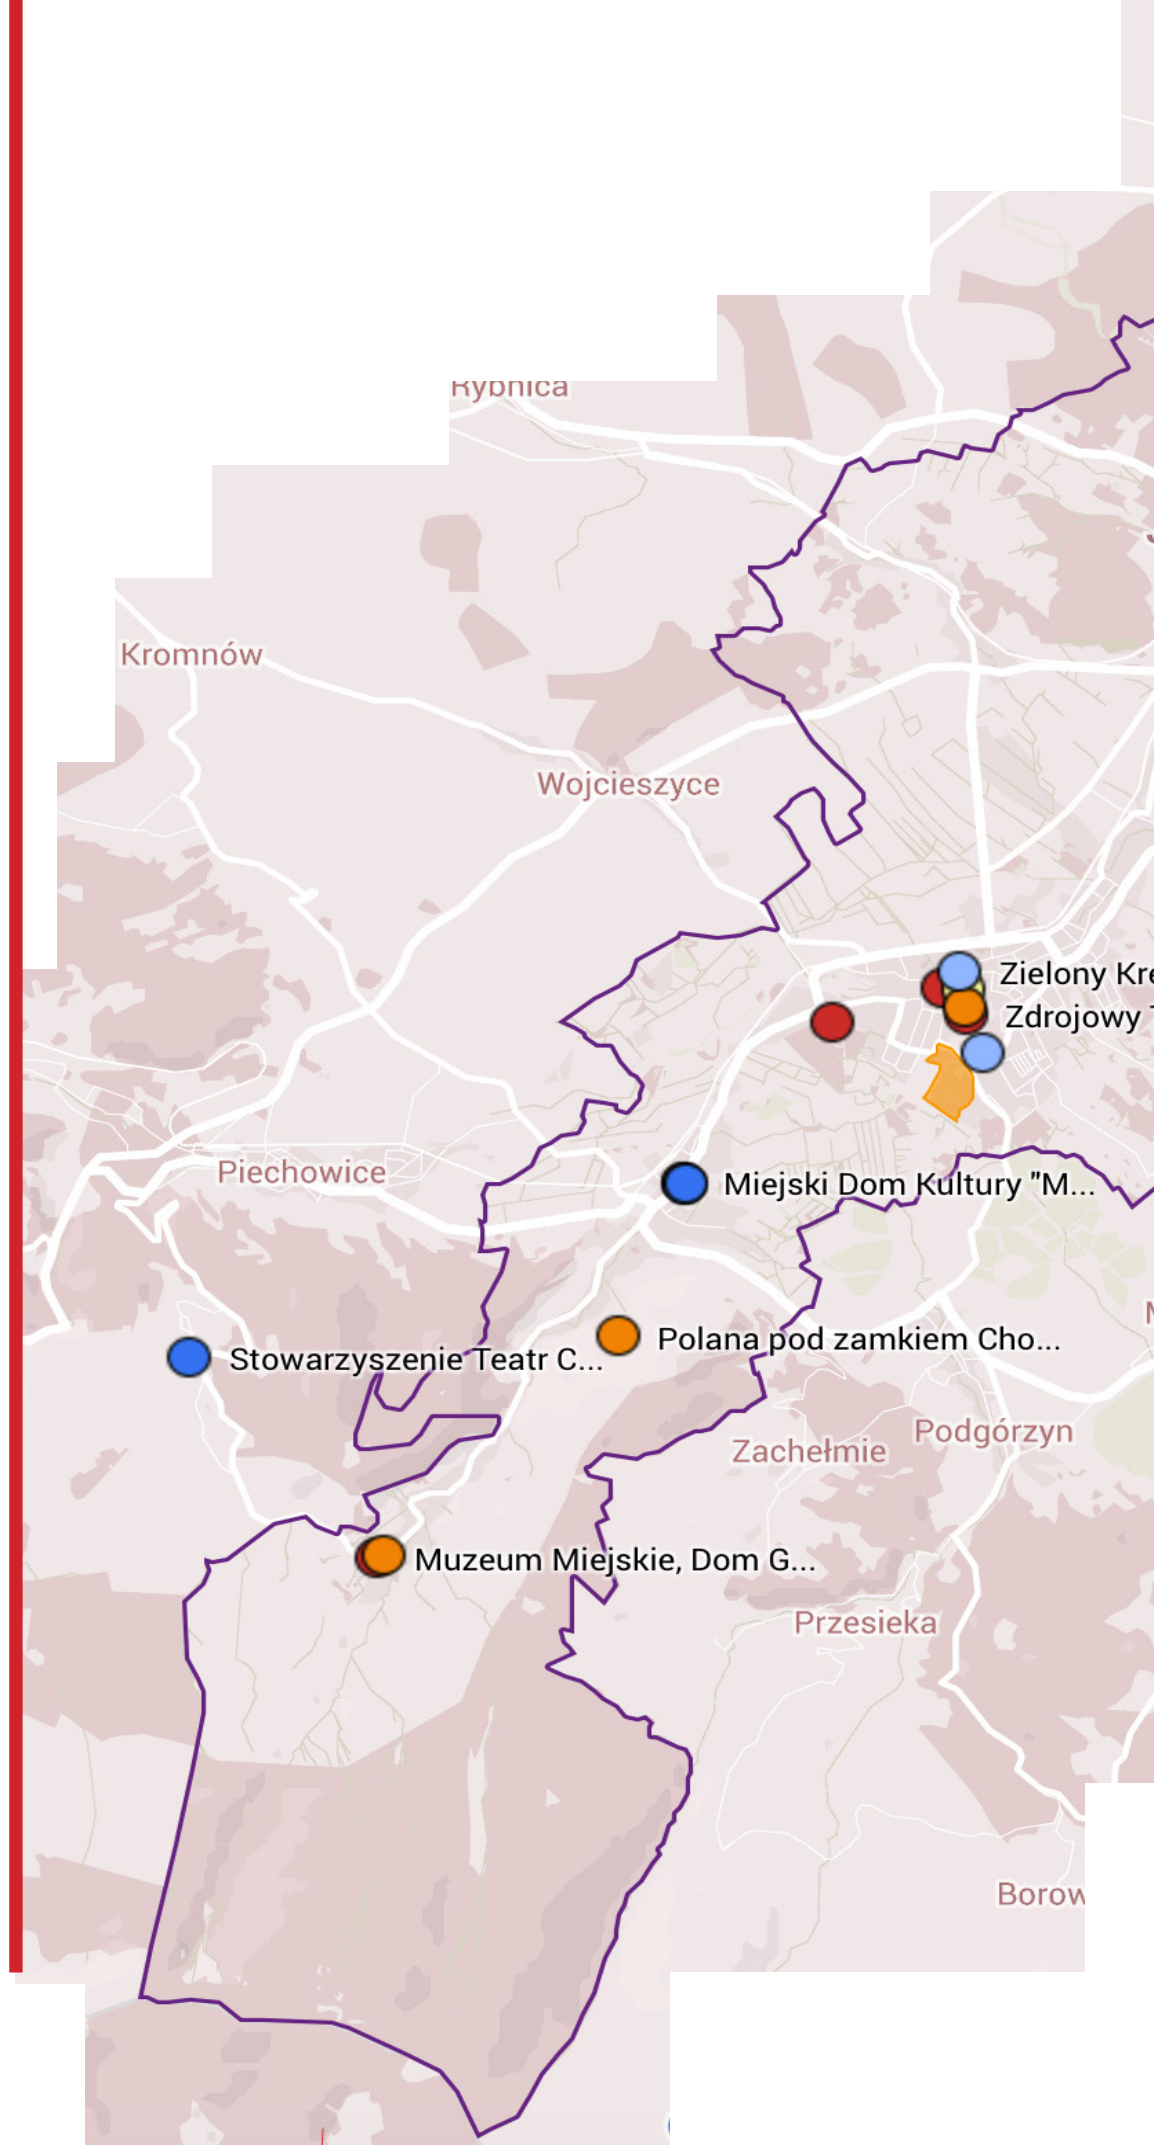 Rybnica
Kromnów
Wojcieszyce
Zielony Kre
Zdrojowy T
Piechowice
Miejski Dom Kultury "M...
Polana pod zamkiem Cho...
Stowarzyszenie Teatr C...
Podgórzyn
Zachełmie
Muzeum Miejskie, Dom G...
Przesieka
Borow